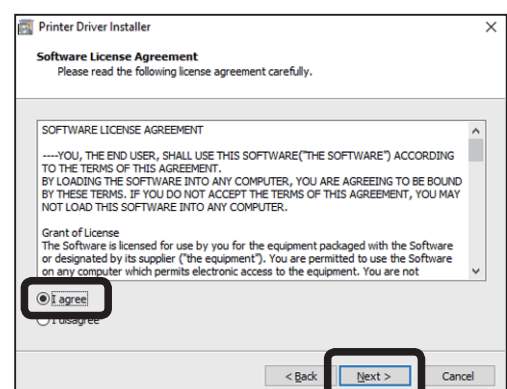 Printer Driver Installer
Software License Agreement
Please read the following license agreement carefully.
SOFTWARE LICENSE AGREEMENT
----YOU, THE END USER, SHALL USE THIS SOFTWARE("THE SOFTWARE") ACCORDING
TO THE TERMS OF THIS AGREEMENT.
BY LOADING THE SOFTWARE INTO ANY COMPUTER, YOU ARE AGREEING TO BE BOUND
BY THESE TERMS. IF YOU DO NOT ACCEPT THE TERMS OF THIS AGREEMENT, YOU MAY
NOT LOAD THIS SOFTWARE INTO ANY COMPUTER.
Grant of License
The Software is licensed for use by you for the equipment packaged with the Software
or designated by its supplier ("the equipment"). You are permitted to use the Software
on any computer which permits electronic access to the equipment. You are not
I agree
I disagree
< Back
Next >
Cancel